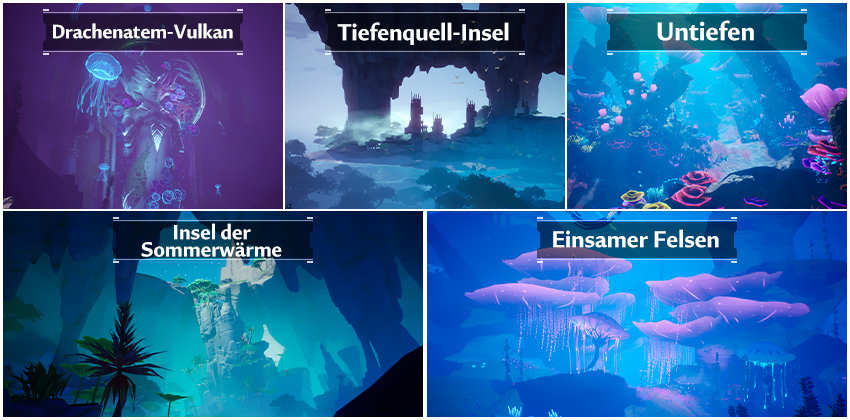 Drachenatem-Vulkan
Tiefenquell-Insel
Untiefen
Insel der
Sommerwärme
Einsamer Felsen